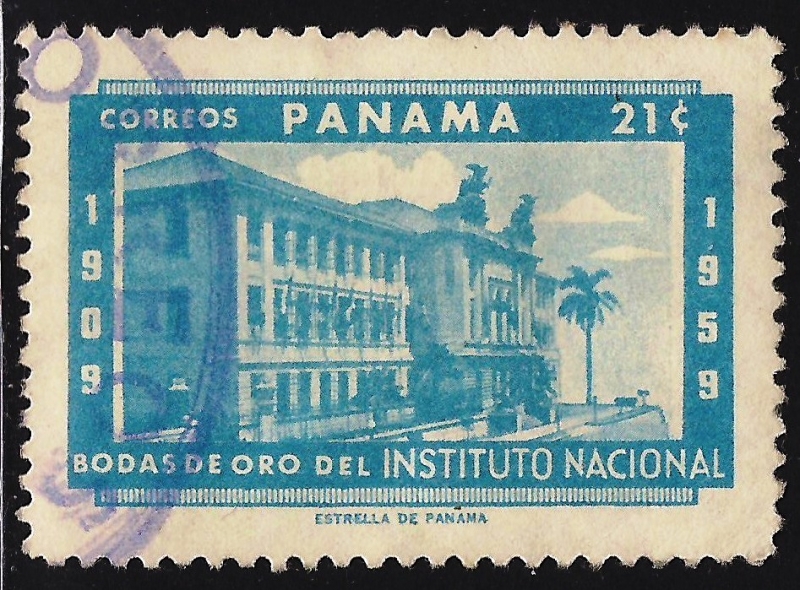 CORREOS PANAMA 21¢
1909
1959
BODAS DE ORO DEL INSTITUTO NACIONAL
ESTRELLA DE PANAMA